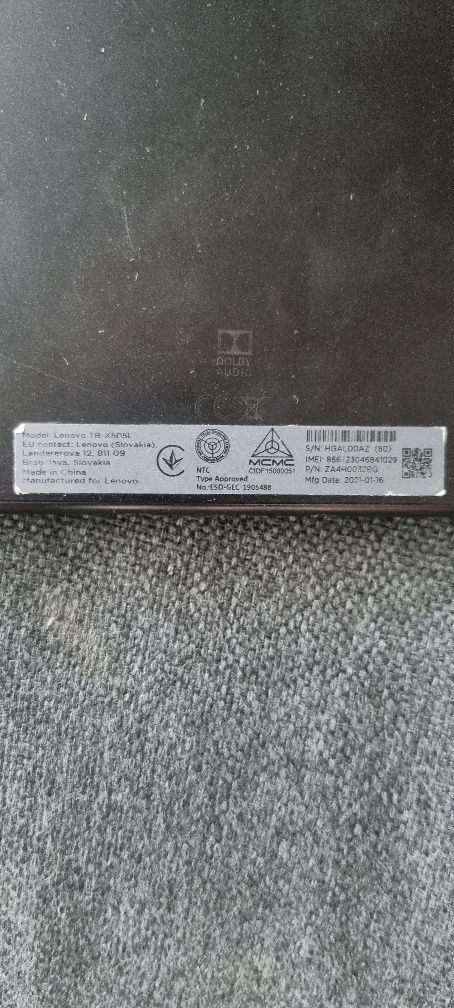 DOLBY
AUDIO
Model: Lenovo TB-X505L
EU contact: Lenovo (Slovakia),
Landererova 12, 811 09
Bratislava, Slovakia
Made in China
Manufactured for Lenovo.
NTC
Type Approved
No.:ESD-GEC-1905488
MCMC
CIDF15000051
S/N: (80)
P/N: ZA4H0032BG
Mfg Date: 2021-01-16